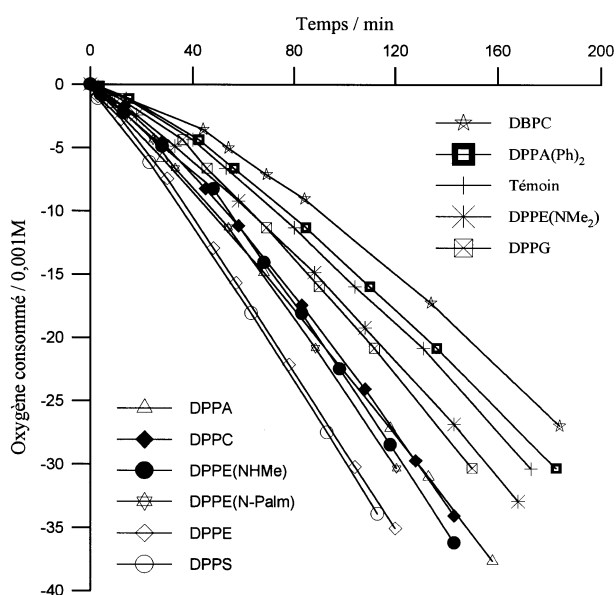 Temps / min
0 40 80 120 160 200
0
-5
-10
-15
-20
-25
-30
-35
-40
Oxygène consommé / 0,001M
DBPC
DPPA(Ph)₂
Témoin
DPPE(NMe₂)
DPPG
DPPA
DPPC
DPPE(NHMe)
DPPE(N-Palm)
DPPE
DPPS